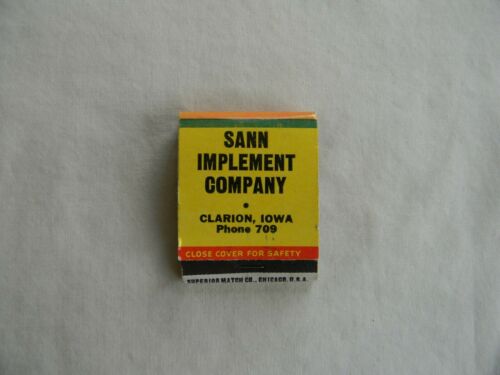 SANN
IMPLEMENT
COMPANY
•
CLARION, IOWA
Phone 709
CLOSE COVER FOR SAFETY
SUPERIOR MATCH CO., CHICAGO, U.S.A.